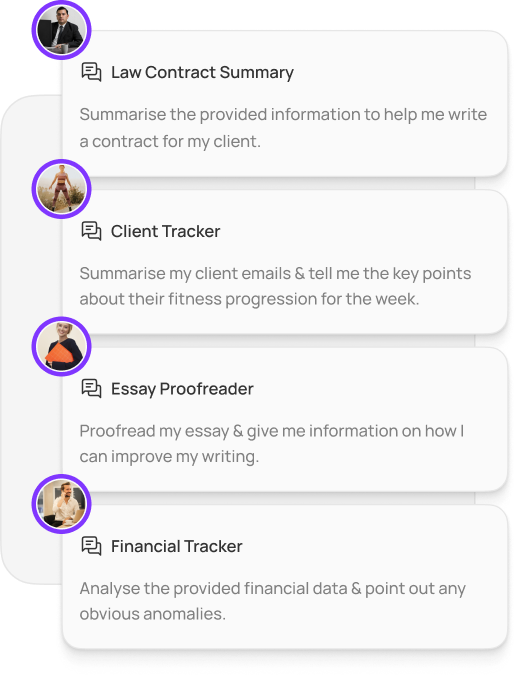 Law Contract Summary
Summarise the provided information to help me write
a contract for my client.
Client Tracker
Summarise my client emails & tell me the key points
about their fitness progression for the week.
Essay Proofreader
Proofread my essay & give me information on how I
can improve my writing.
Financial Tracker
Analyse the provided financial data & point out any
obvious anomalies.